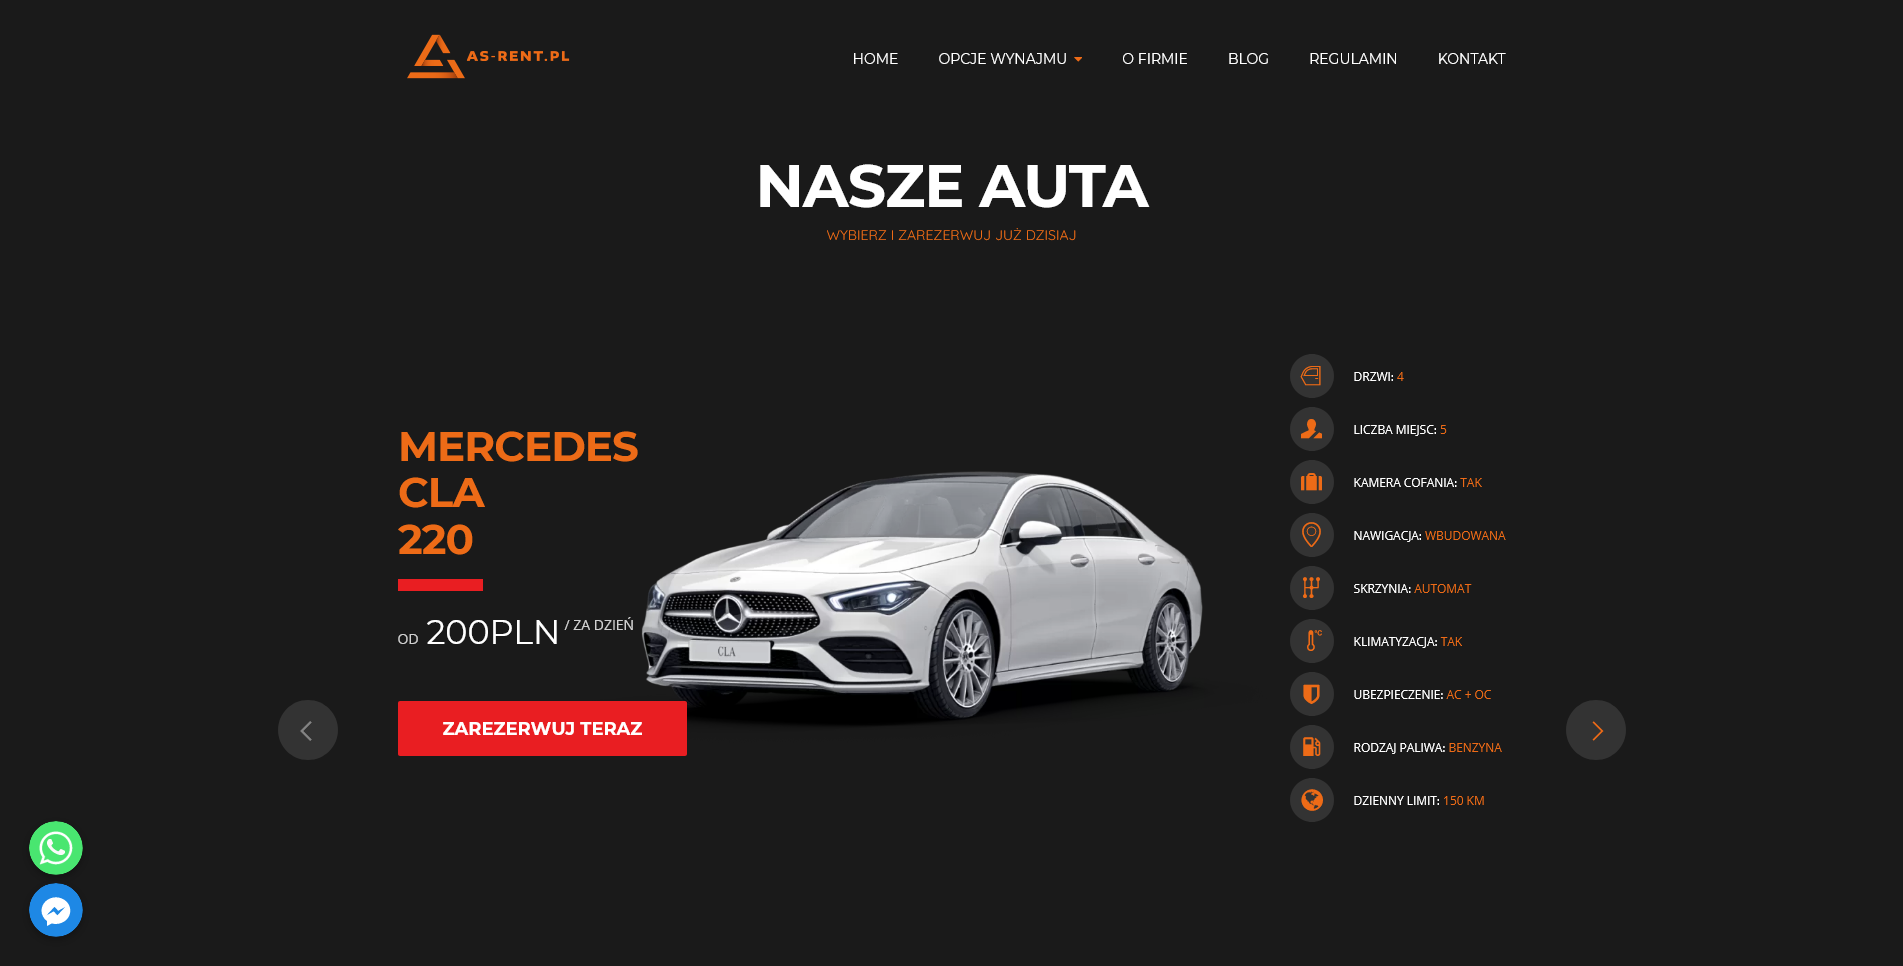 AS-RENT.PL
HOME
OPCJE WYNAJMU
O FIRMIE
BLOG
REGULAMIN
KONTAKT
NASZE AUTA
WYBIERZ I ZAREZERWUJ JUŻ DZISIAJ
MERCEDES
CLA
220
OD 200PLN / ZA DZIEŃ
ZAREZERWUJ TERAZ
CLA
DRZWI: 4
LICZBA MIEJSC: 5
KAMERA COFANIA: TAK
NAWIGACJA: WBUDOWANA
SKRZYNIA: AUTOMAT
°C
KLIMATYZACJA: TAK
UBEZPIECZENIE: AC + OC
RODZAJ PALIWA: BENZYNA
DZIENNY LIMIT: 150 KM